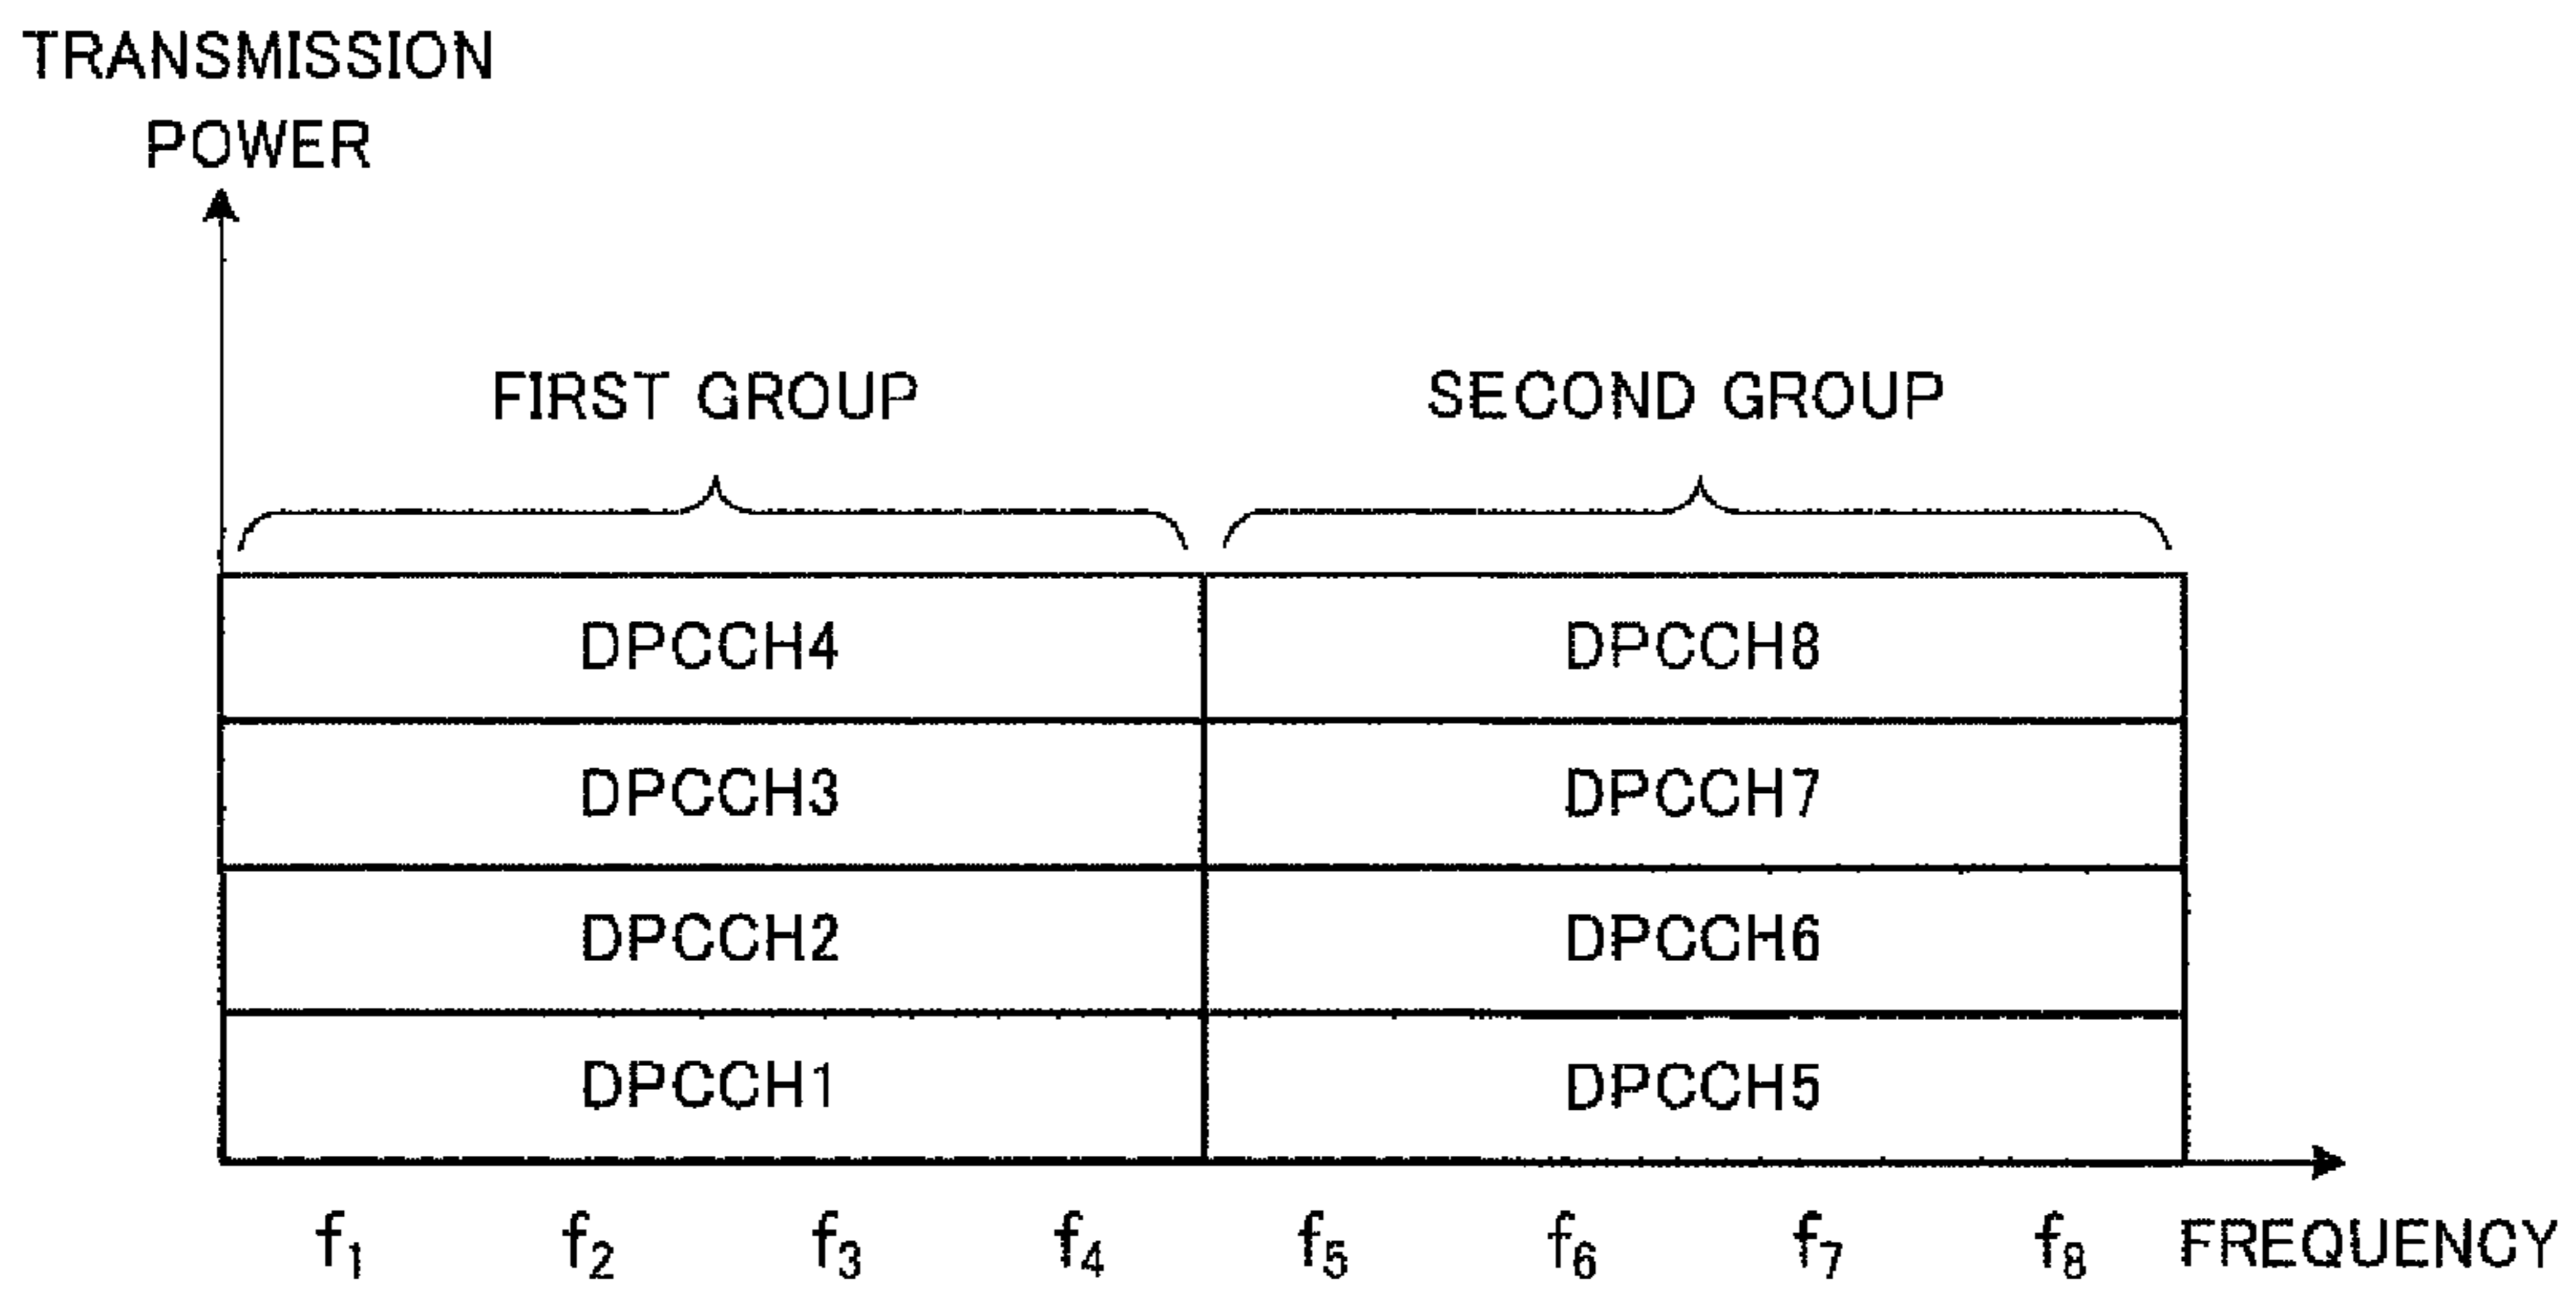 TRANSMISSION
POWER
FIRST GROUP SECOND GROUP
DPCCH4 DPCCH8
DPCCH3 DPCCH7
DPCCH2 DPCCH6
DPCCH1 DPCCH5
f1 f2 f3 f4 f5 f6 f7 f8 FREQUENCY